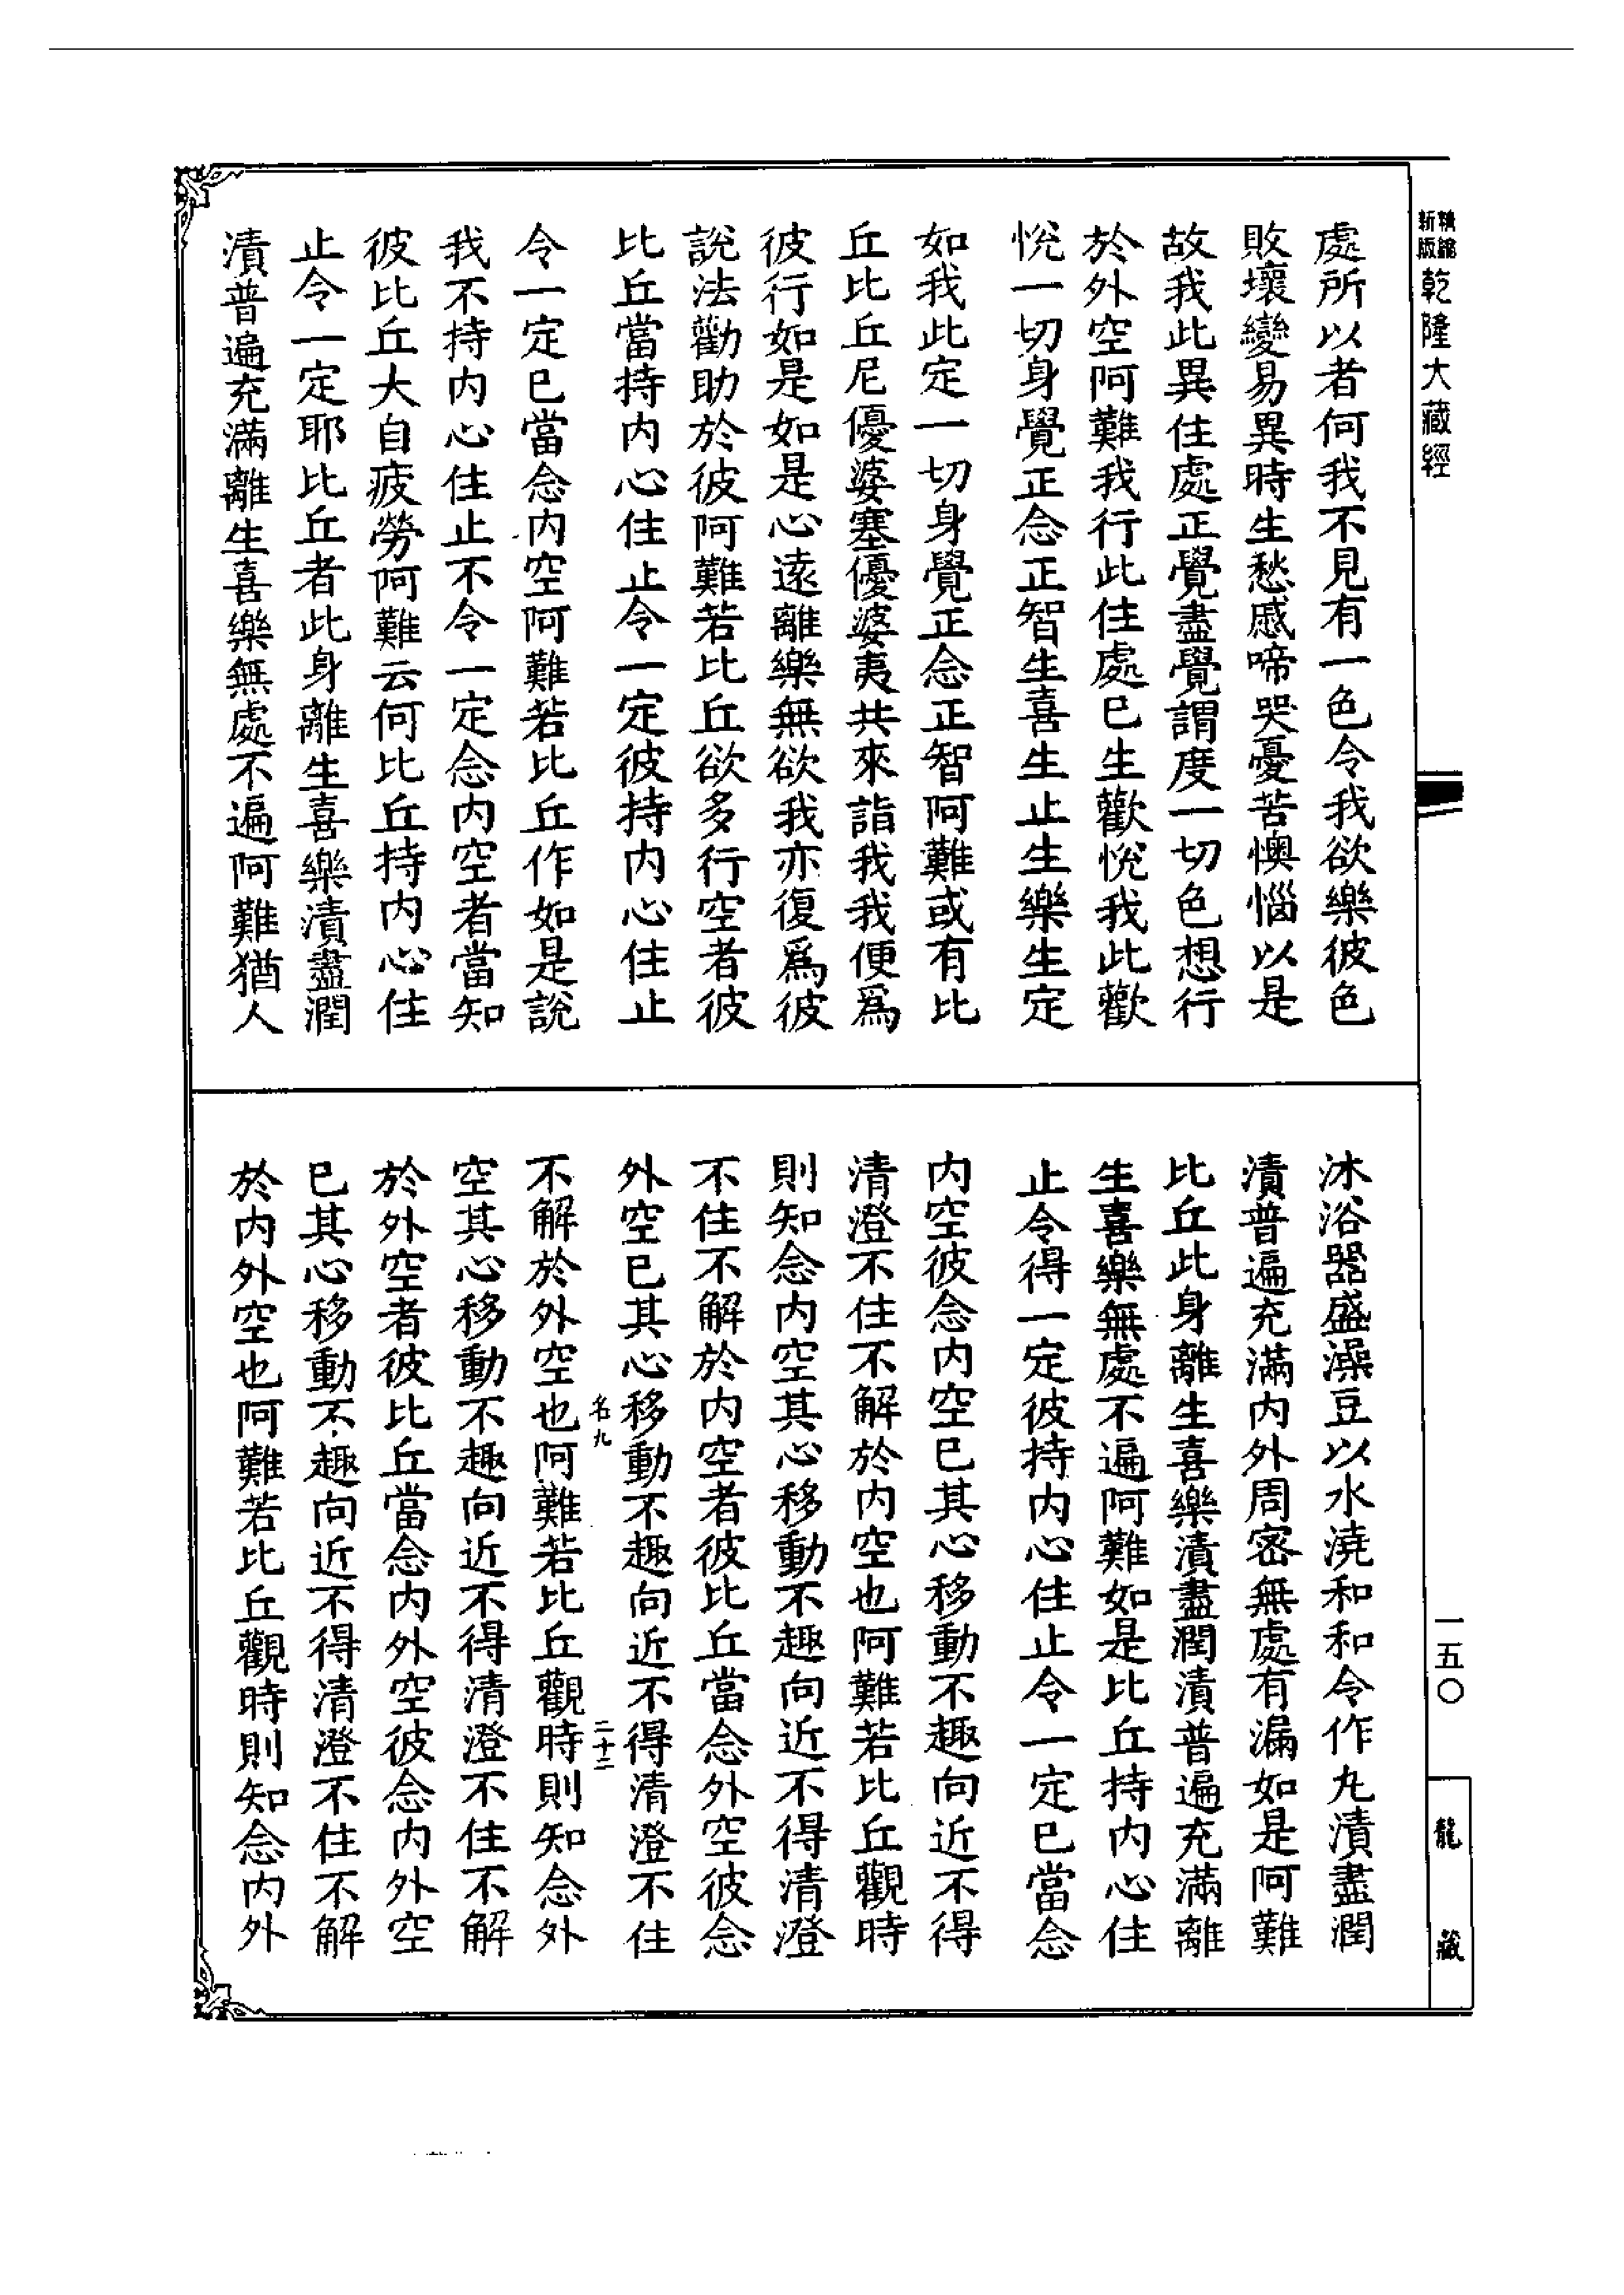 新版
精縮
乾隆大藏經
處所以者何我不見有一色令我欲樂彼色
敗壞變易異時生愁慼啼哭憂苦懊惱以是
故我此異住處正覺盡覺謂度一切色想行
於外空阿難我行此住處已生歡悅我此歡
悅一切身覺正念正智生喜生止生樂生定
如我此定一切身覺正念正智阿難或有比
丘比丘尼優婆塞優婆夷共來詣我我便爲
彼行如是如是心遠離樂無欲我亦復爲彼
說法勸助於彼阿難若比丘欲多行空者彼
比丘當持内心住止令一定彼持内心住止
令一定已當念内空阿難若比丘作如是說
我不持内心住止不令一定念内空者當知
彼比丘大自疲勞阿難云何比丘持内心住
止令一定耶比丘者此身離生喜樂漬盡潤
漬普遍充滿離生喜樂無處不遍阿難猶人
沐浴器盛澡豆以水澆和和令作丸漬盡潤
漬普遍充滿内外周密無處有漏如是阿難
比丘此身離生喜樂漬盡潤漬普遍充滿離
生喜樂無處不遍阿難如是比丘持内心住
止令得一定彼持内心住止令一定已當念
内空彼念内空已其心移動不趣向近不得
清澄不住不解於内空也阿難若比丘觀時
則知念内空其心移動不趣向近不得清澄
不住不解於内空者彼比丘當念外空彼念
外空已其心移動不趣向近不得清澄不住
名九
二十二
不解於外空也阿難若比丘觀時則知念外
空其心移動不趣向近不得清澄不住不解
於外空者彼比丘當念内外空彼念内外空
已其心移動不趣向近不得清澄不住不解
於内外空也阿難若比丘觀時則知念内外
一五〇
龍藏